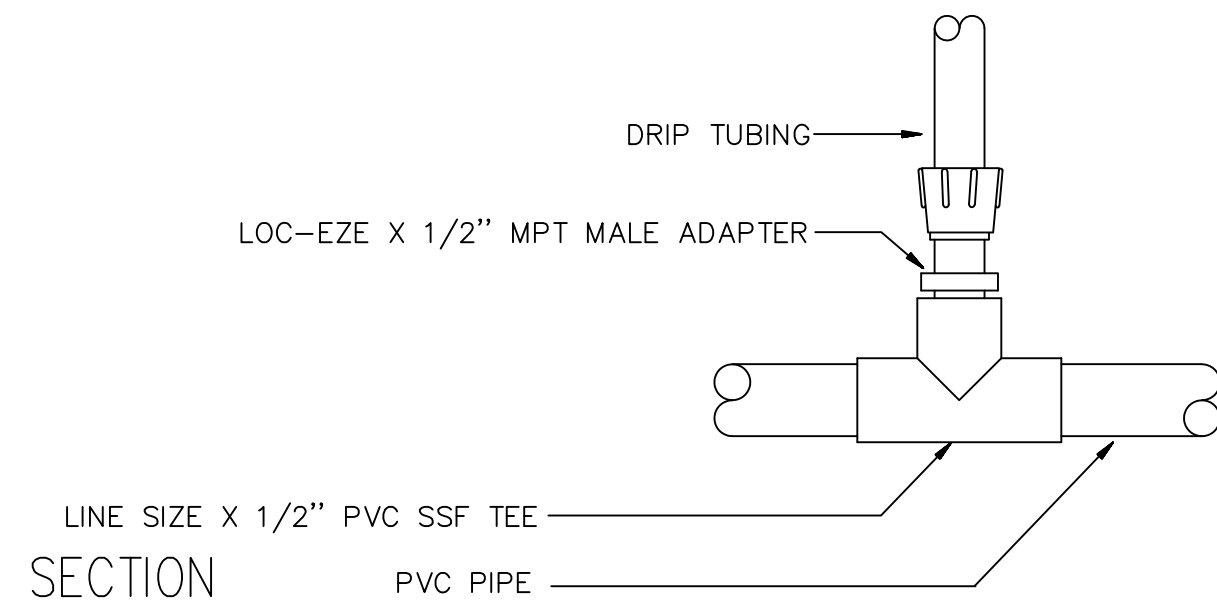 DRIP TUBING
LOC-EZE X 1/2'' MPT MALE ADAPTER
LINE SIZE X 1/2'' PVC SSF TEE
SECTION
PVC PIPE